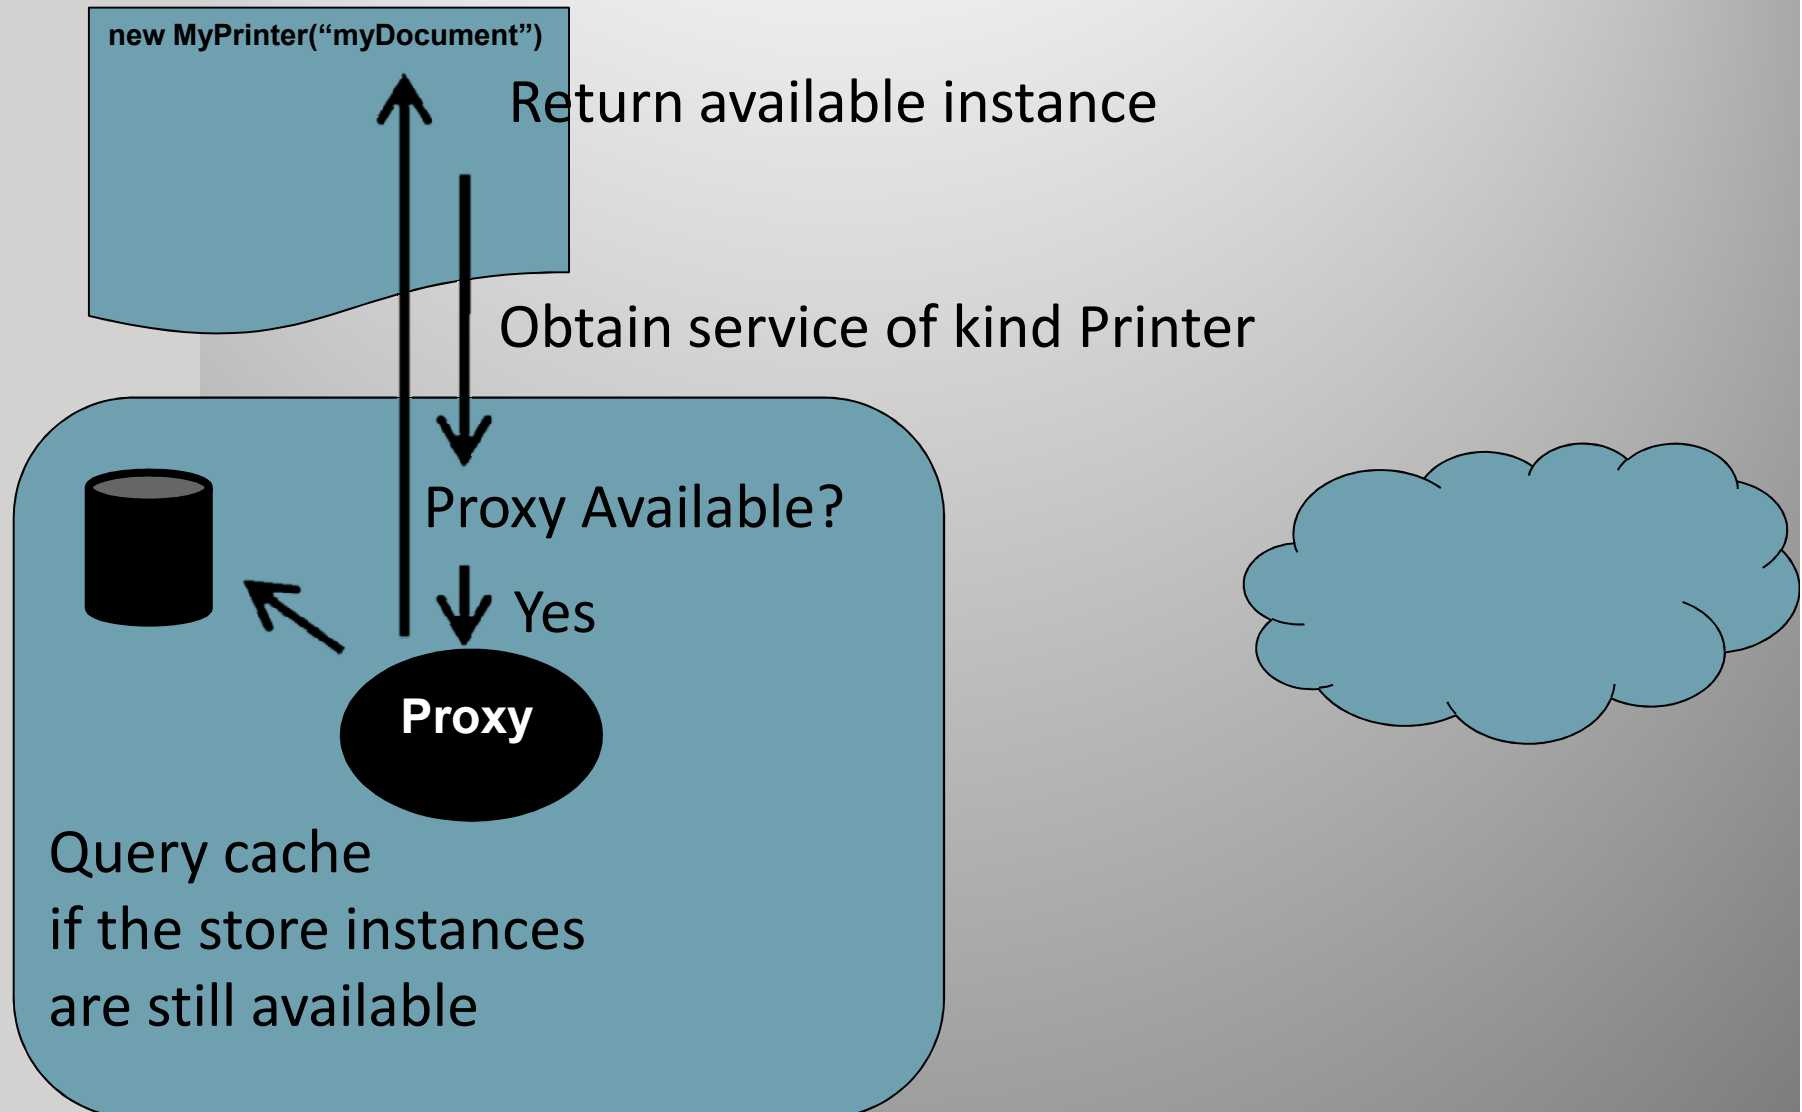 new MyPrinter(“myDocument”)
Return available instance
Obtain service of kind Printer
Proxy Available?
Yes
Proxy
Query cache
if the store instances
are still available